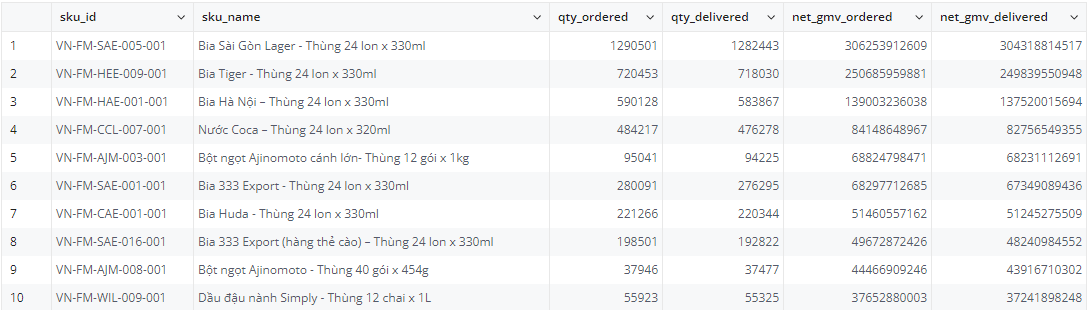 sku_id sku_name qty_ordered qty_delivered net_gmv_ordered net_gmv_delivered
1 VN-FM-SAE-005-001 Bia Sài Gòn Lager - Thùng 24 lon x 330ml 1290501 1282443 306253912609 304318814517
2 VN-FM-HEE-009-001 Bia Tiger - Thùng 24 lon x 330ml 720453 718030 250685959881 249839550948
3 VN-FM-HAE-001-001 Bia Hà Nội – Thùng 24 lon x 330ml 590128 583867 139003236038 137520015694
4 VN-FM-CCL-007-001 Nước Coca – Thùng 24 lon x 320ml 484217 476278 84148648967 82756549355
5 VN-FM-AJM-003-001 Bột ngọt Ajinomoto cánh lớn- Thùng 12 gói x 1kg 95041 94225 68824798471 68231112691
6 VN-FM-SAE-001-001 Bia 333 Export - Thùng 24 lon x 330ml 280091 276295 68297712685 67349089436
7 VN-FM-CAE-001-001 Bia Huda - Thùng 24 lon x 330ml 221266 220344 51460557162 51245275509
8 VN-FM-SAE-016-001 Bia 333 Export (hàng thẻ cào) – Thùng 24 lon x 330ml 198501 192822 49672872426 48240984552
9 VN-FM-AJM-008-001 Bột ngọt Ajinomoto - Thùng 40 gói x 454g 37946 37477 44466909246 43916710302
10 VN-FM-WIL-009-001 Dầu đậu nành Simply - Thùng 12 chai x 1L 55923 55325 37652880003 37241898248